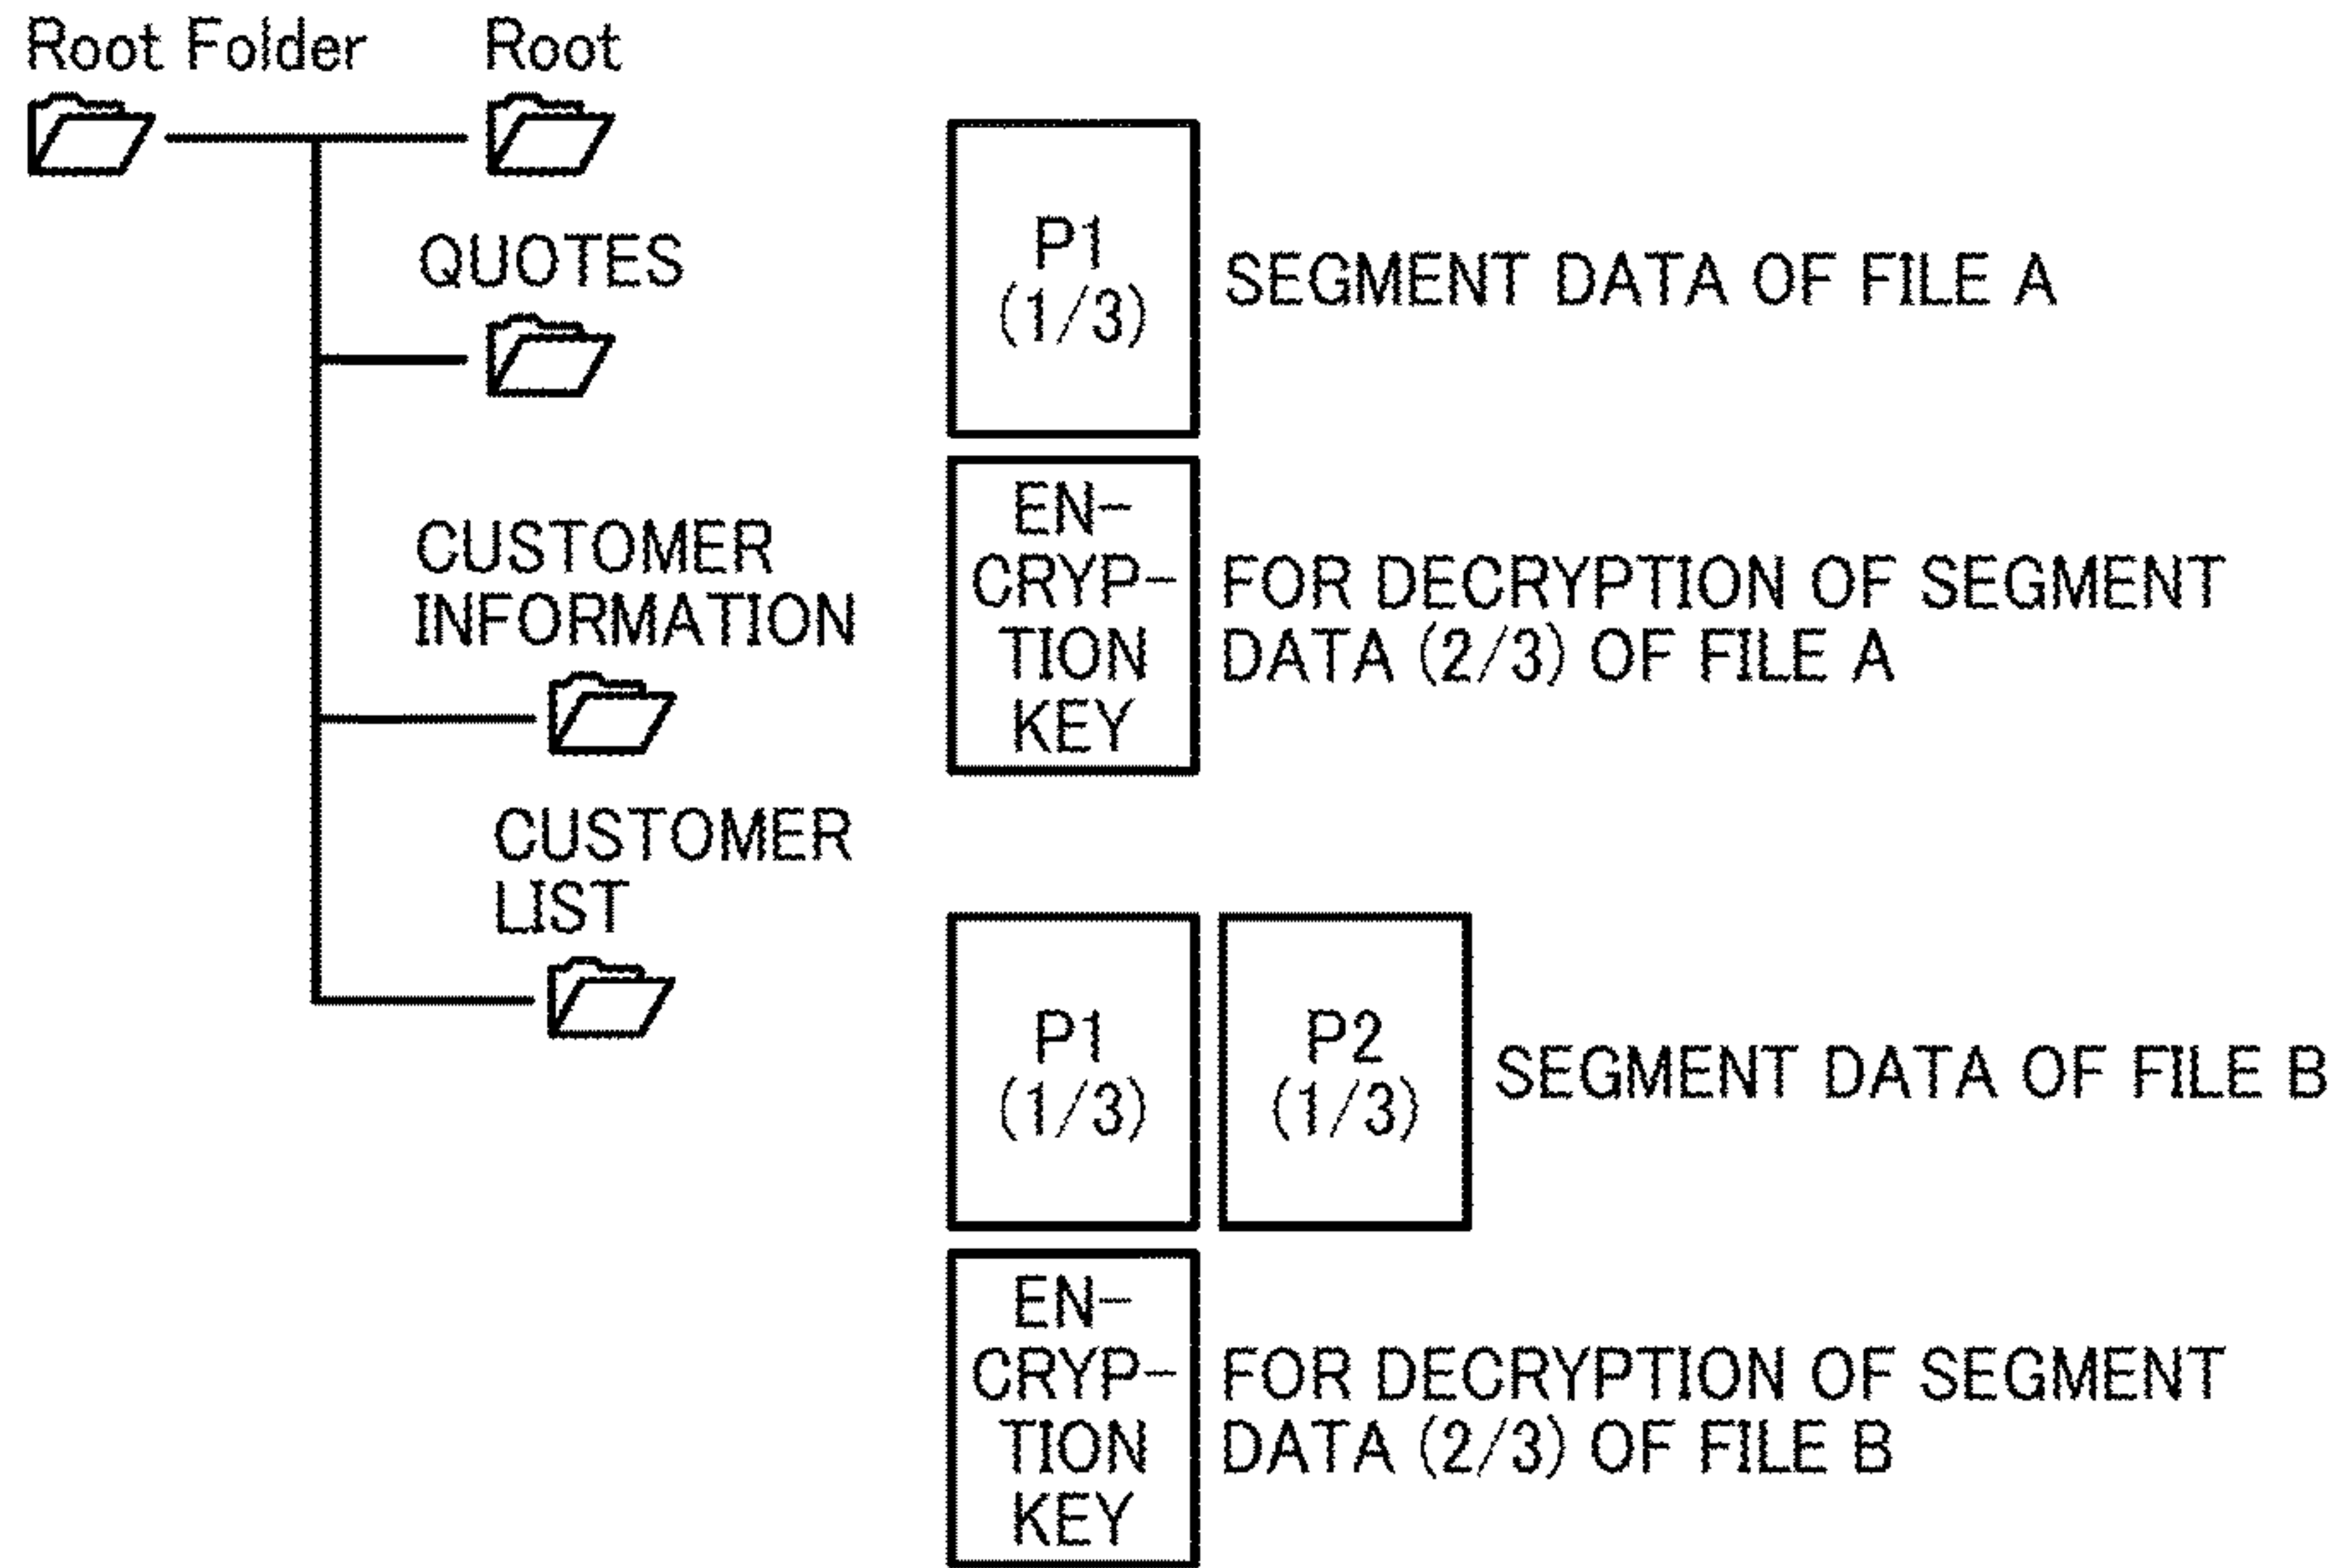 Root Folder
Root
QUOTES
CUSTOMER
INFORMATION
CUSTOMER
LIST
P1
(1/3)
SEGMENT DATA OF FILE A
EN-
CRYP-
TION
KEY
FOR DECRYPTION OF SEGMENT
DATA (2/3) OF FILE A
P1
(1/3)
P2
(1/3)
SEGMENT DATA OF FILE B
EN-
CRYP-
TION
KEY
FOR DECRYPTION OF SEGMENT
DATA (2/3) OF FILE B